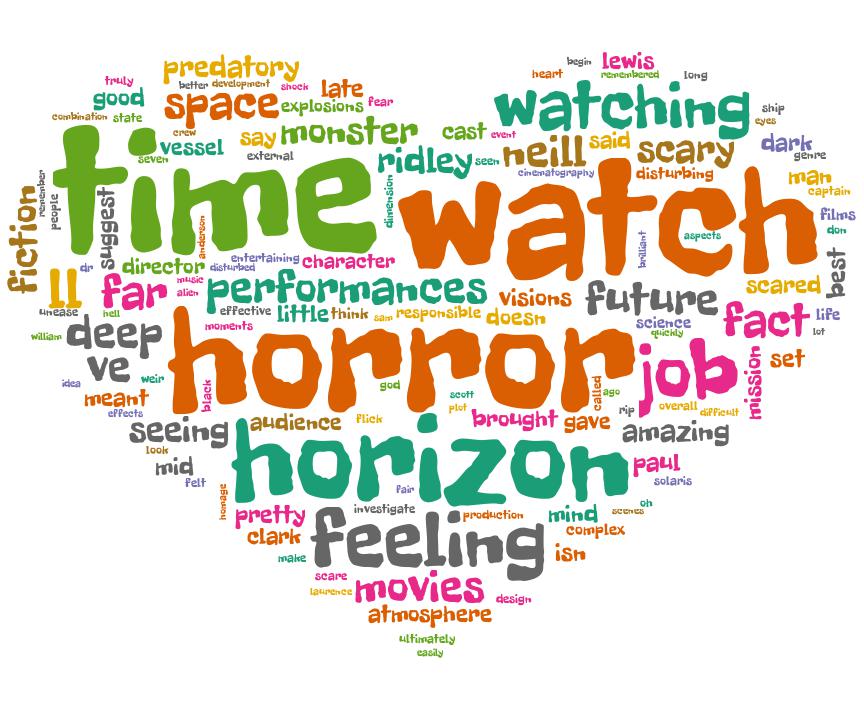 begin
lewis
truly
predatory
heart
remembered
long
better
development
shock
late
good
space
explosions
fear
watching
ship
combination
state
eyes
crew
say
monster
cast
event
said
dark
seven
vessel
external
ridley
seen
neill
scary
genre
time
watch
cinematography
disturbing
man
captain
remember
people
fiction
suggest
anderson
dimension
brilliant
aspects
films
don
dr
director
disturbed
entertaining
character
best
ll
far
music
alien
performances
visions
future
scared
unease
hell
effective
little
think
sam
responsible
doesn
science
quickly
fact
life
lot
william
deep
moments
ve
horror
job
mission
set
idea
weir
black
god
scott
called
ago
meant
effects
plot
rip
overall
difficult
seeing
audience
flick
brought
gave
amazing
look
mid
horizon
paul
felt
homage
fair
solaris
pretty
investigate
production
mind
scenes
oh
clark
feeling
complex
make
isn
scare
laurence
movies
design
atmosphere
ultimately
easily